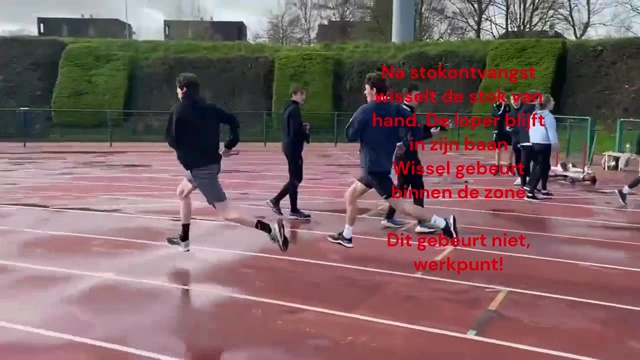 Na stokontvangst
wisselt de stok van
hand. De loper blijft
in zijn baan
Wissel gebeurt
binnen de zone
Dit gebeurt niet,
werkpunt!